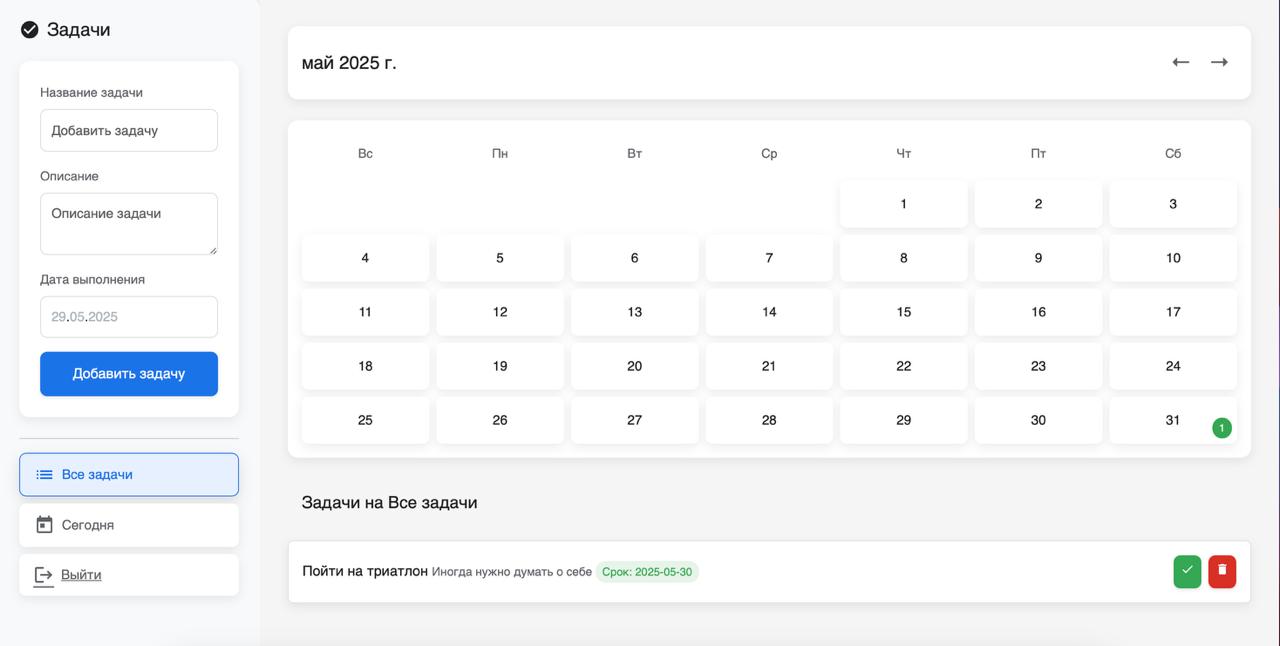 Задачи
Название задачи
Добавить задачу
Описание
Описание задачи
Дата выполнения
29.05.2025
Добавить задачу
Все задачи
Сегодня
Выйти
май 2025 г.
Вс Пн Вт Ср Чт Пт Сб
1 2 3
4 5 6 7 8 9 10
11 12 13 14 15 16 17
18 19 20 21 22 23 24
25 26 27 28 29 30 31 1
Задачи на Все задачи
Пойти на триатлон Иногда нужно думать о себе Срок: 2025-05-30